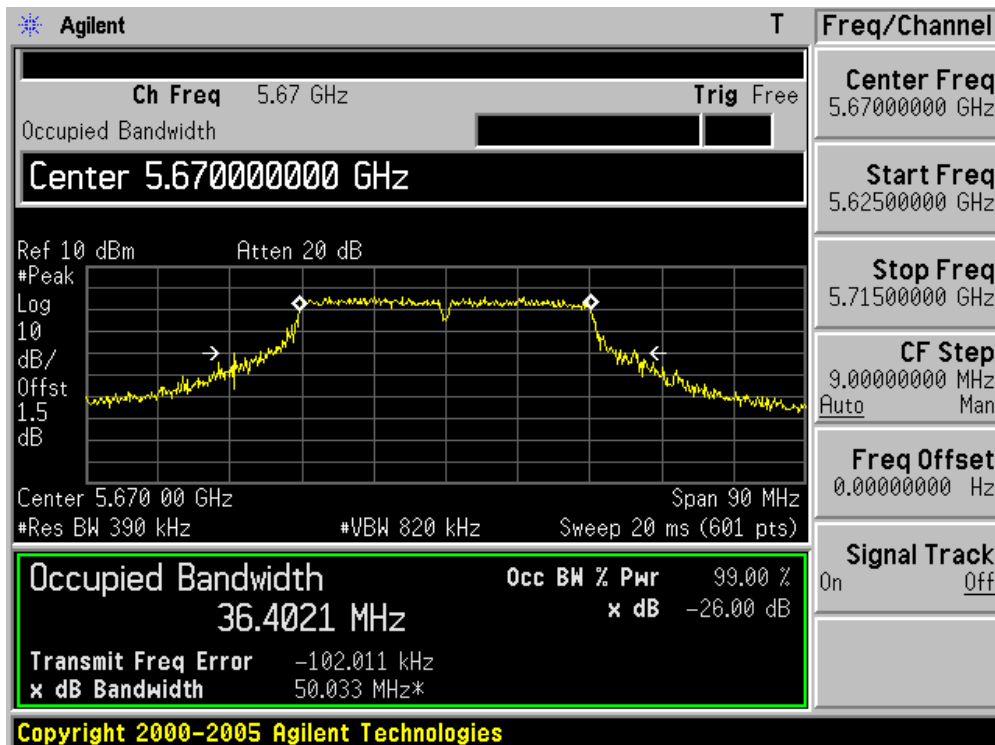 Agilent T
Freq/Channel
Ch Freq 5.67 GHz Trig Free
Occupied Bandwidth
Center 5.670000000 GHz
Ref 10 dBm Atten 20 dB
#Peak
Log
10
dB/
Offst
1.5
dB
Center 5.670 00 GHz Span 90 MHz
#Res BW 390 kHz #VBW 820 kHz Sweep 20 ms (601 pts)
Occupied Bandwidth
36.4021 MHz
Occ BW % Pwr 99.00 %
x dB -26.00 dB
Transmit Freq Error -102.011 kHz
x dB Bandwidth 50.033 MHz*
Copyright 2000-2005 Agilent Technologies
Center Freq
5.67000000 GHz
Start Freq
5.62500000 GHz
Stop Freq
5.71500000 GHz
CF Step
9.00000000 MHz
Auto Man
Freq Offset
0.00000000 Hz
Signal Track
On Off